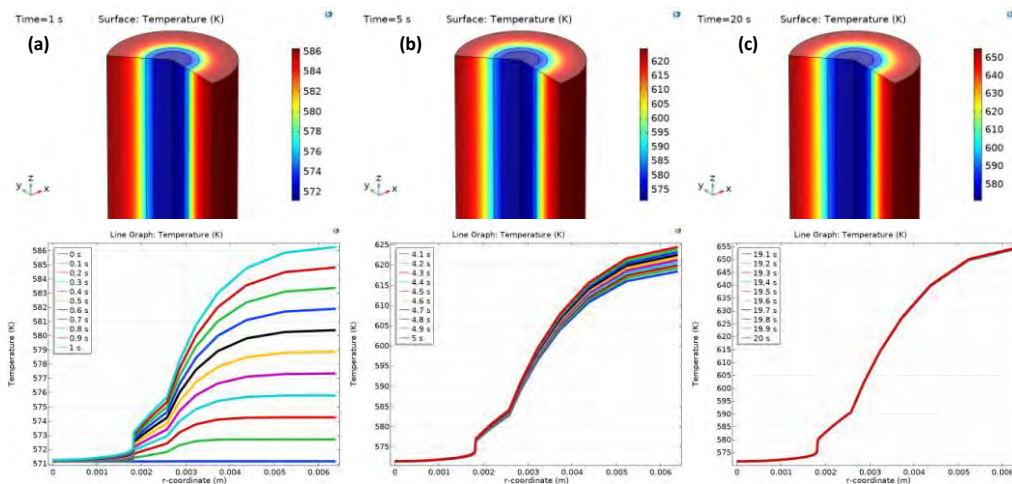 Time=1 s Surface: Temperature (K)
(a)
586
584
582
580
578
576
574
572
y z x
Time=5 s Surface: Temperature (K)
(b)
620
615
610
605
600
595
590
585
580
575
y z x
Time=20 s Surface: Temperature (K)
(c)
650
640
630
620
610
600
590
580
y z x
Line Graph: Temperature (K)
0 s
0.1 s
0.2 s
0.3 s
0.4 s
0.5 s
0.6 s
0.7 s
0.8 s
0.9 s
1 s
Temperature (K)
586
585
584
583
582
581
580
579
578
577
576
575
574
573
572
571
0 0.001 0.002 0.003 0.004 0.005 0.006
r-coordinate (m)
Line Graph: Temperature (K)
4.1 s
4.2 s
4.3 s
4.4 s
4.5 s
4.6 s
4.7 s
4.8 s
4.9 s
5 s
Temperature (K)
625
620
615
610
605
600
595
590
585
580
575
0 0.001 0.002 0.003 0.004 0.005 0.006
r-coordinate (m)
Line Graph: Temperature (K)
19.1 s
19.2 s
19.3 s
19.4 s
19.5 s
19.6 s
19.7 s
19.8 s
19.9 s
20 s
Temperature (K)
655
650
645
640
635
630
625
620
615
610
605
600
595
590
585
580
575
0 0.001 0.002 0.003 0.004 0.005 0.006
r-coordinate (m)